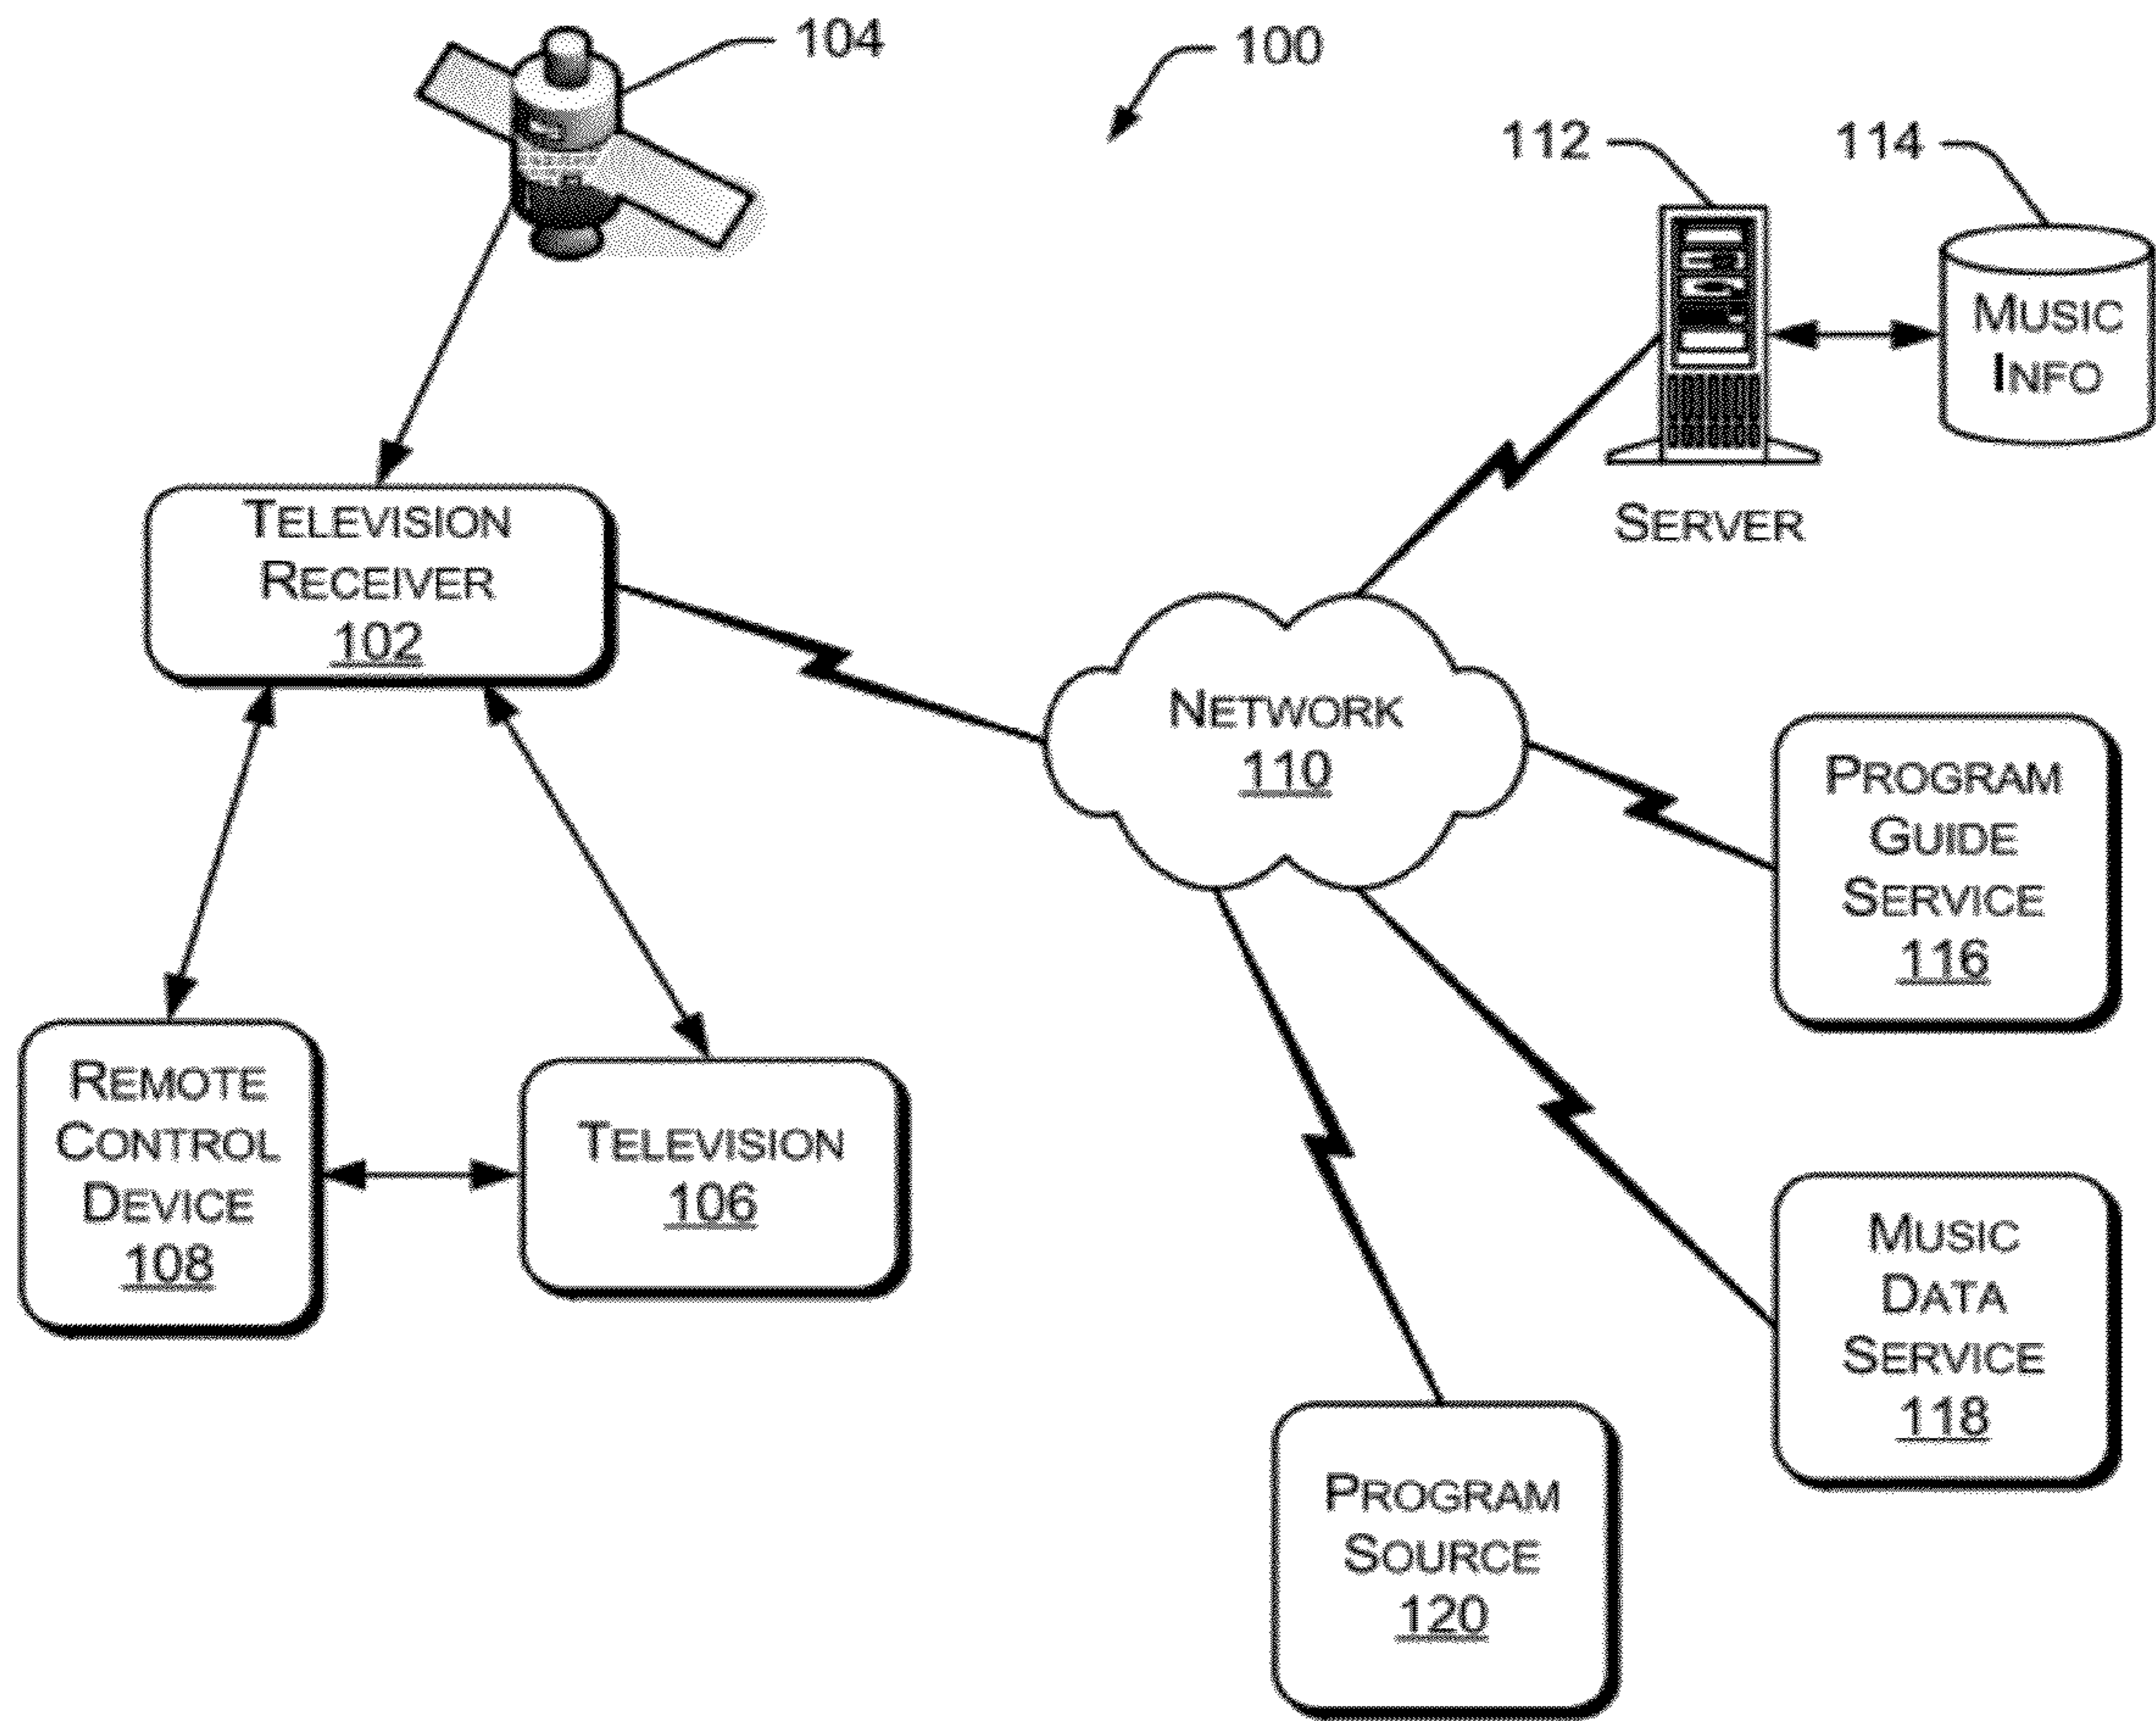 104
100
112
114
MUSIC
INFO
SERVER
TELEVISION
RECEIVER
102
NETWORK
110
PROGRAM
GUIDE
SERVICE
116
REMOTE
CONTROL
DEVICE
108
TELEVISION
106
MUSIC
DATA
SERVICE
118
PROGRAM
SOURCE
120